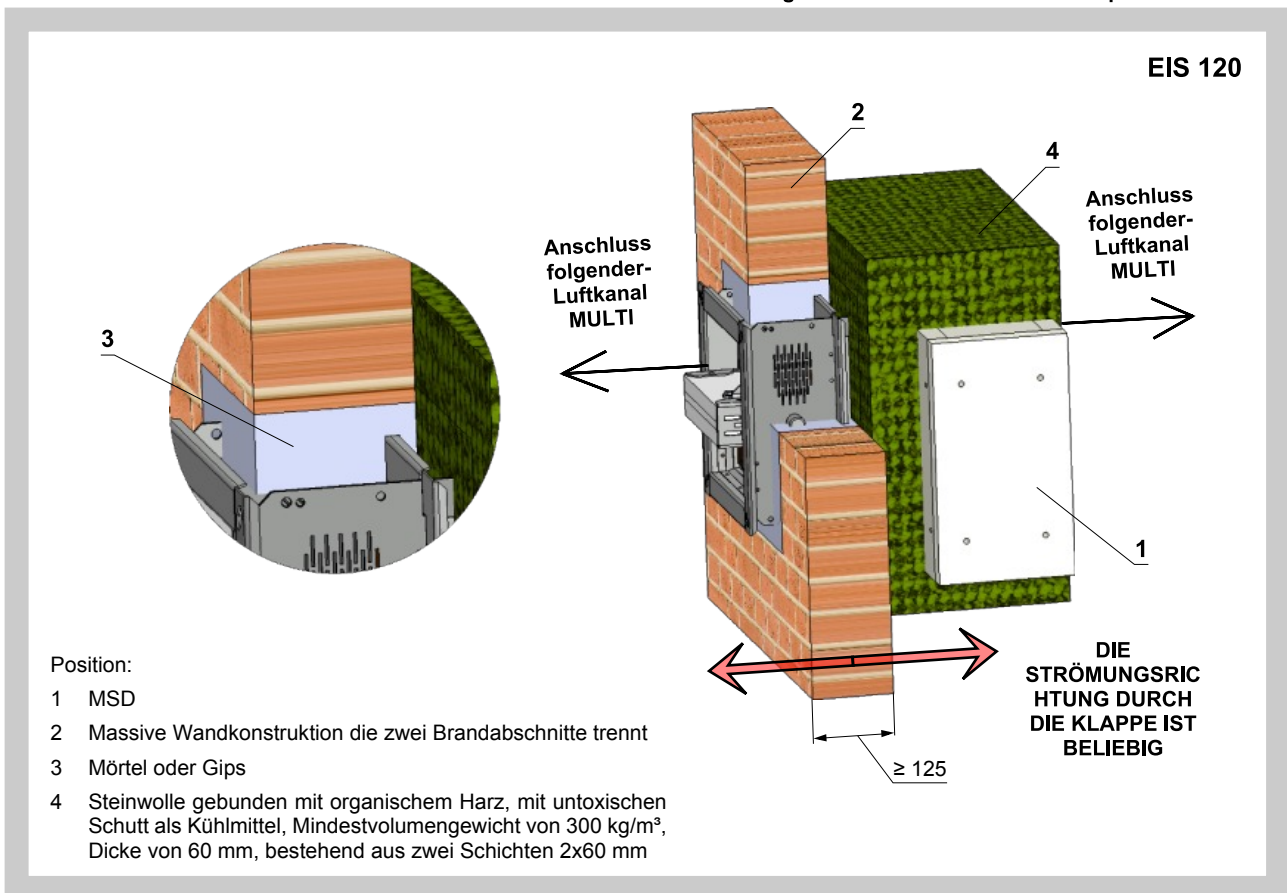 EIS 120
2
4
Anschluss
folgender-
Luftkanal
MULTI
Anschluss
folgender-
Luftkanal
MULTI
3
1
DIE
STRÖMUNGSRIC
HTUNG DURCH
DIE KLAPPE IST
BELIEBIG
≥ 125
Position:
1 MSD
2 Massive Wandkonstruktion die zwei Brandabschnitte trennt
3 Mörtel oder Gips
4 Steinwolle gebunden mit organischem Harz, mit untoxischen
Schutt als Kühlmittel, Mindestvolumengewicht von 300 kg/m³,
Dicke von 60 mm, bestehend aus zwei Schichten 2x60 mm